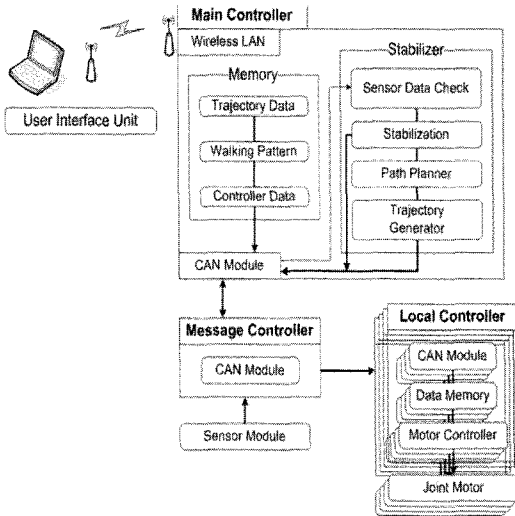 Main Controller
Wireless LAN
Memory
Trajectory Data
Walking Pattern
Controller Data
Stabilizer
Sensor Data Check
Stabilization
Path Planner
Trajectory
Generator
CAN Module
User Interface Unit
Message Controller
CAN Module
Sensor Module
Local Controller
CAN Module
Data Memory
Motor Controller
Joint Motor